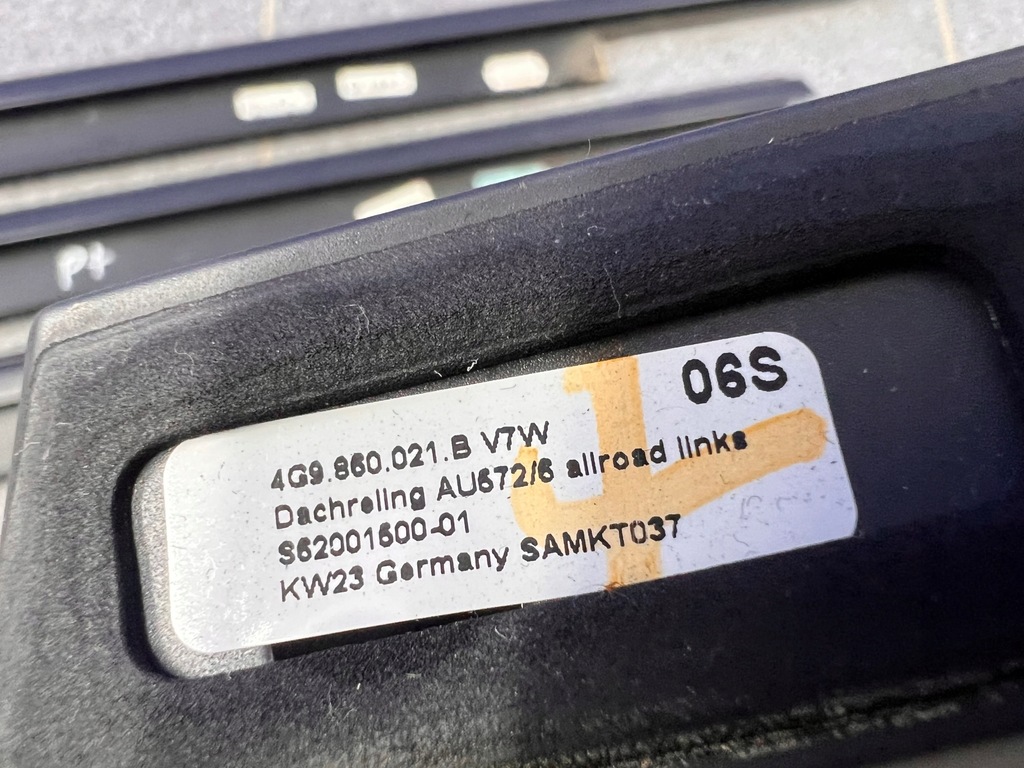 P+
06S
4G9.860.021.B V7W
Dachreling AU572/6 allroad links
S62001500-01
KW23 Germany SAMKT037